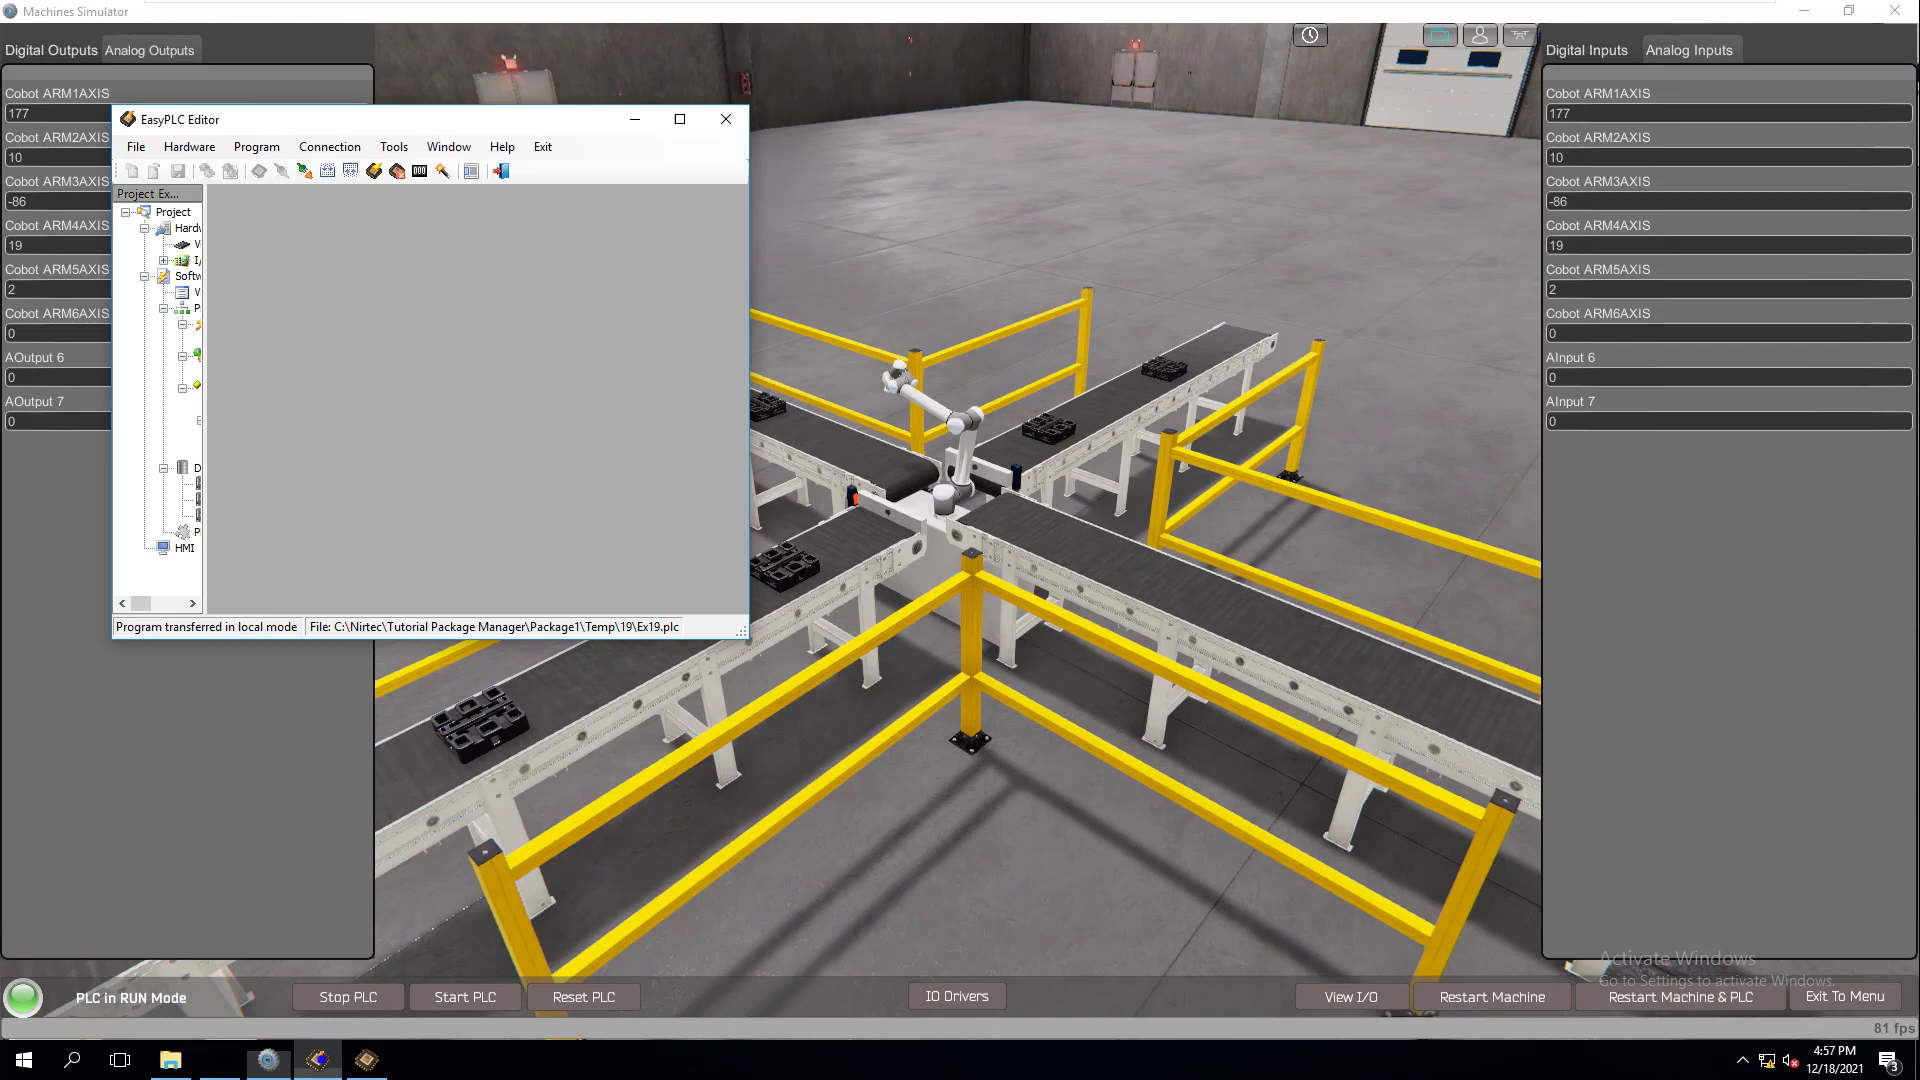 Machines Simulator
Digital Outputs
Analog Outputs
Cobot ARM1AXIS
177
Cobot ARM2AXIS
10
Cobot ARM3AXIS
-86
Cobot ARM4AXIS
19
Cobot ARM5AXIS
2
Cobot ARM6AXIS
0
AOutput 6
0
AOutput 7
0
EasyPLC Editor
File Hardware Program Connection Tools Window Help Exit
Project Ex...
Project
Hardw
V
I/
Softw
V
P
D
P
HMI
Program transferred in local mode
File: C:\Nirtec\Tutorial Package Manager\Package1\Temp\19\Ex19.plc
Digital Inputs
Analog Inputs
Cobot ARM1AXIS
177
Cobot ARM2AXIS
10
Cobot ARM3AXIS
-86
Cobot ARM4AXIS
19
Cobot ARM5AXIS
2
Cobot ARM6AXIS
0
AInput 6
0
AInput 7
0
Activate Windows
Go to Settings to activate Windows.
PLC in RUN Mode
Stop PLC
Start PLC
Reset PLC
IO Drivers
View I/O
Restart Machine
Restart Machine & PLC
Exit To Menu
81 fps
4:57 PM
12/18/2021
3